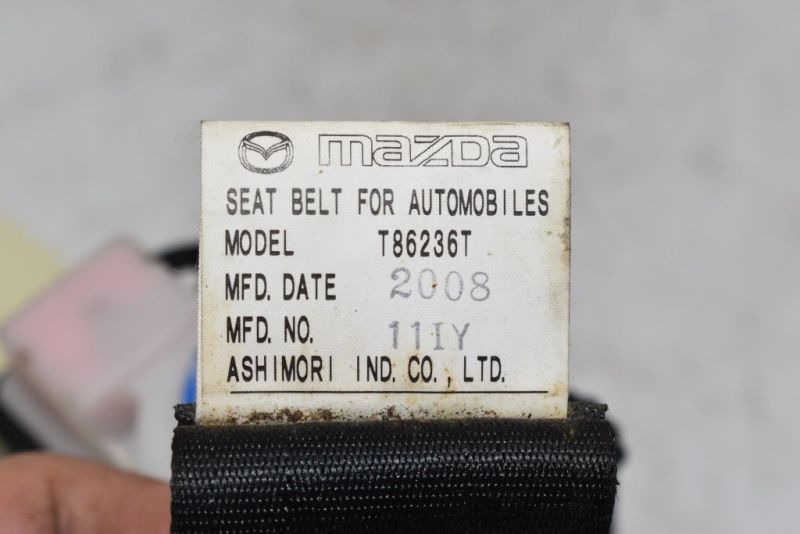 mazda
SEAT BELT FOR AUTOMOBILES
MODEL T86236T
MFD. DATE 2008
MFD. NO. 11IY
ASHIMORI IND. CO., LTD.